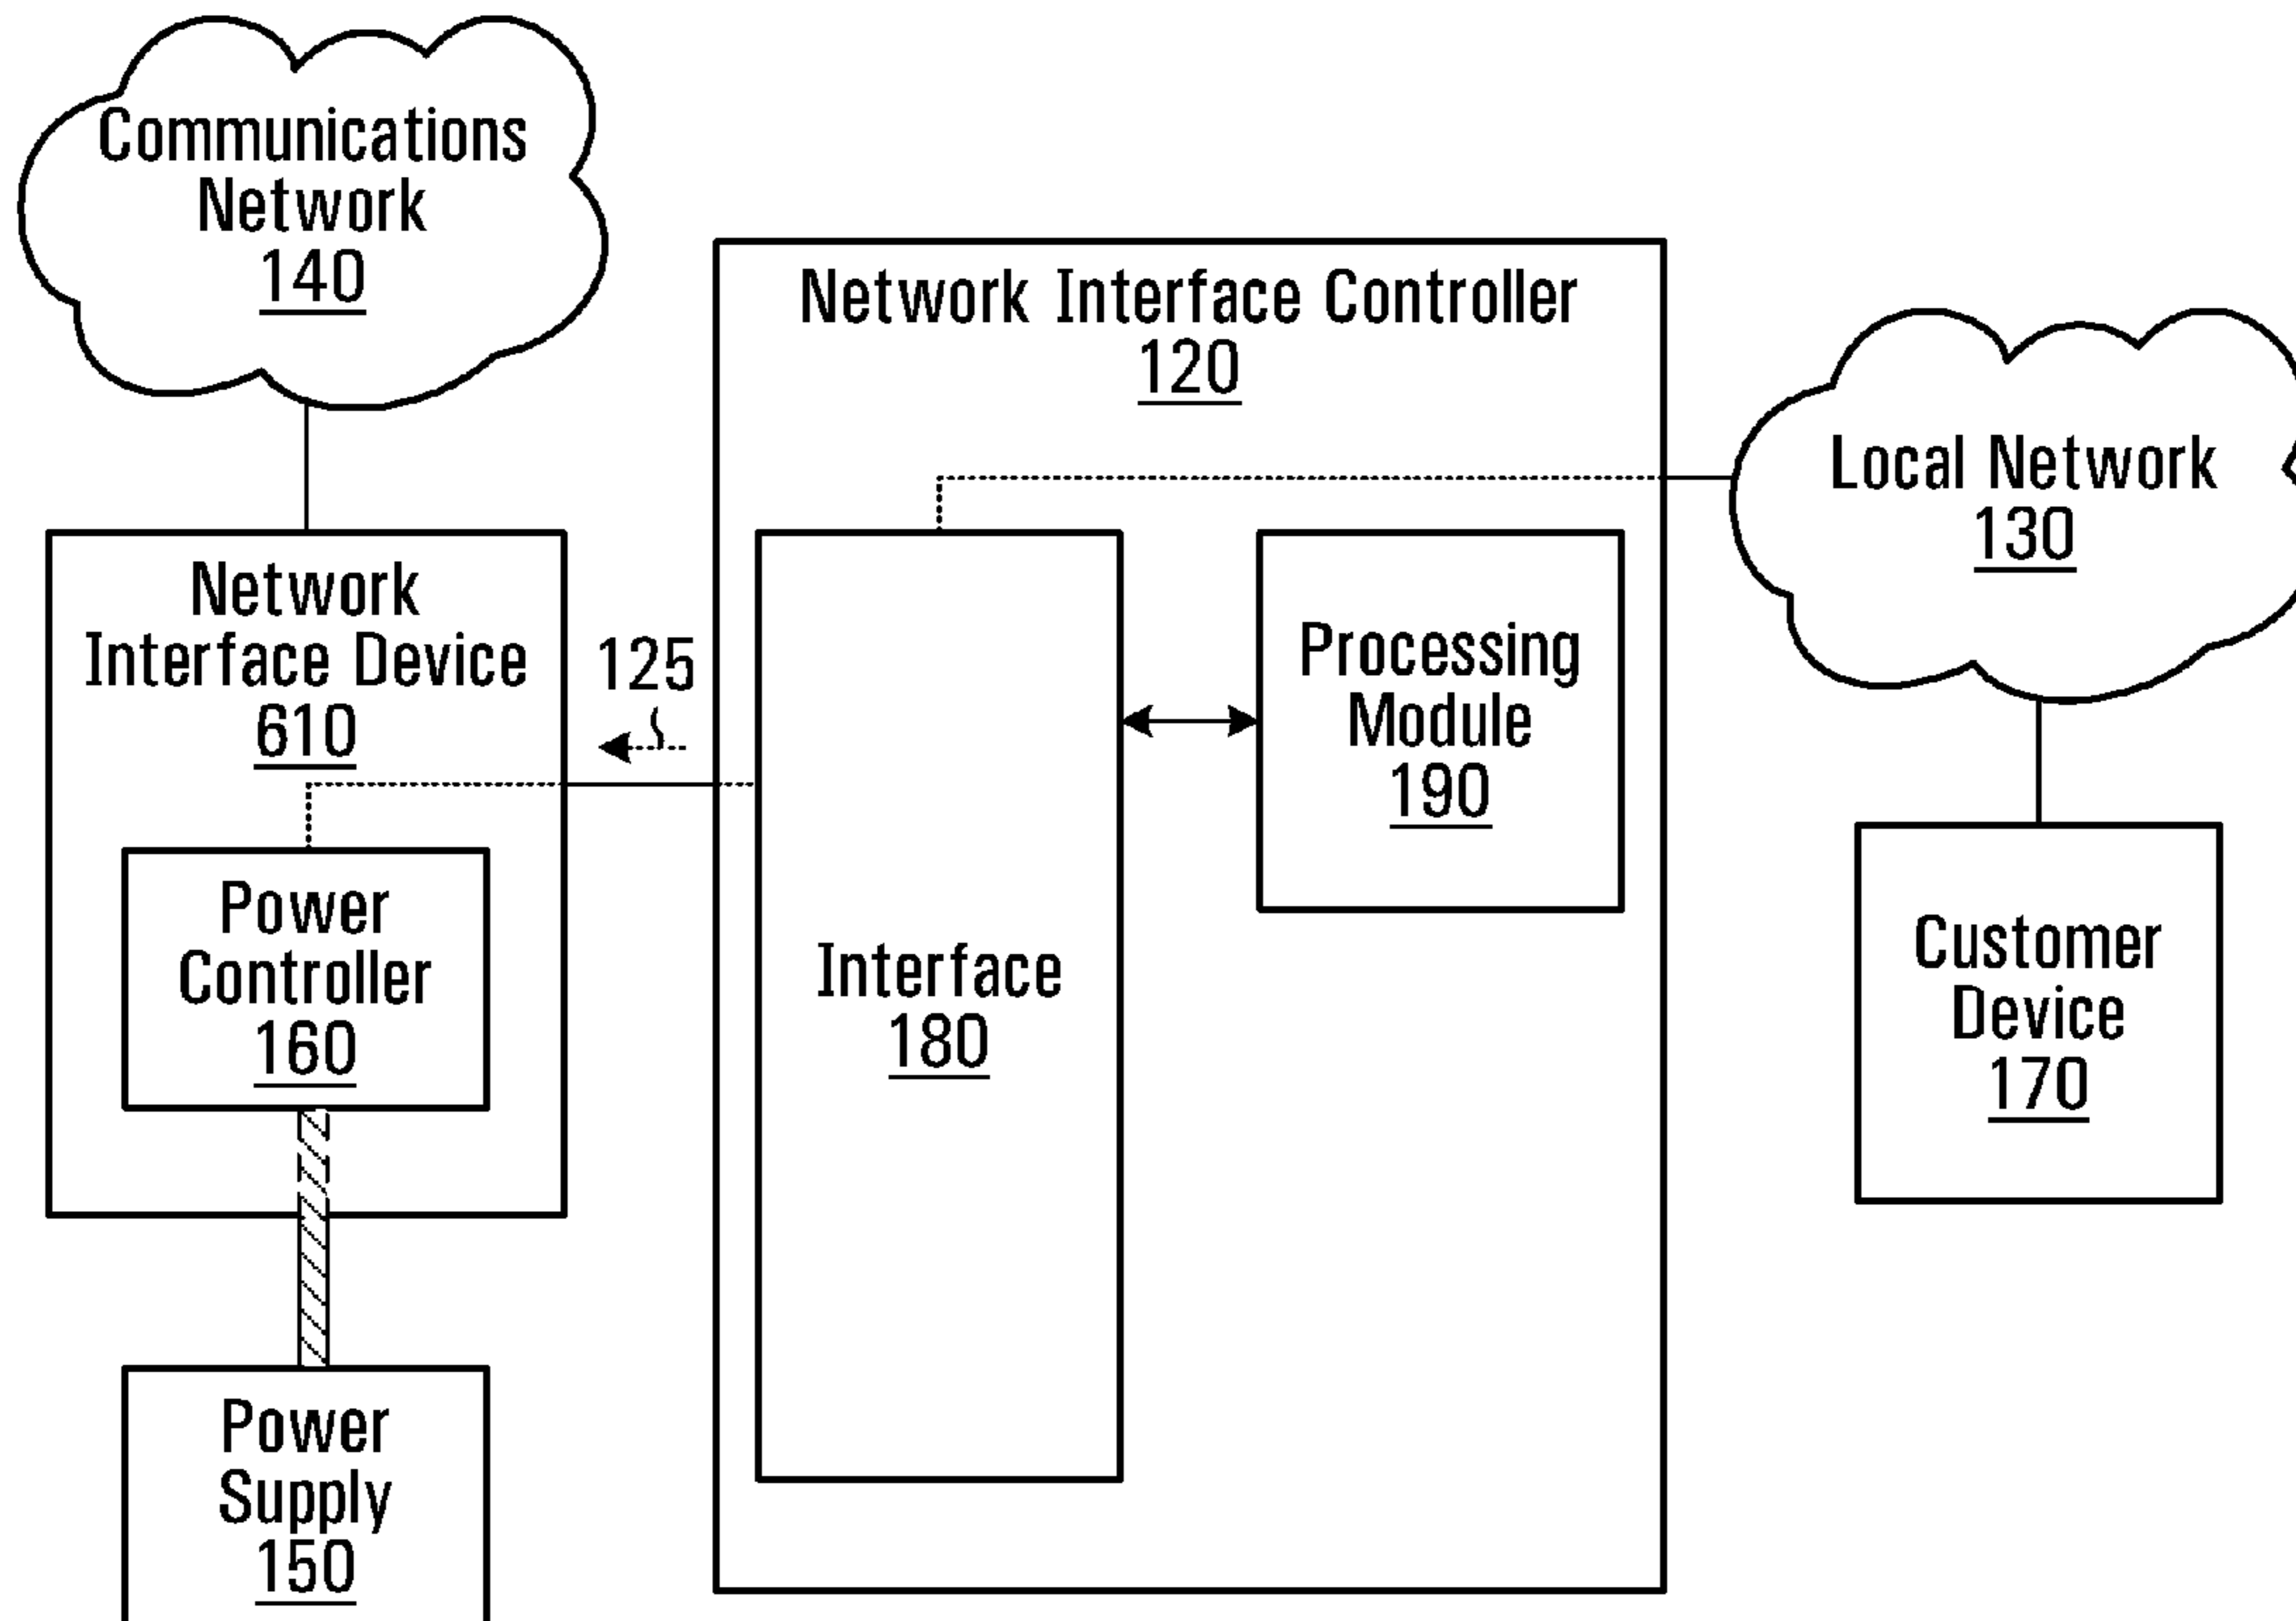 Communications
Network
140
Network Interface Controller
120
Local Network
130
Network
Interface Device
610
125
Processing
Module
190
Power
Controller
160
Interface
180
Customer
Device
170
Power
Supply
150